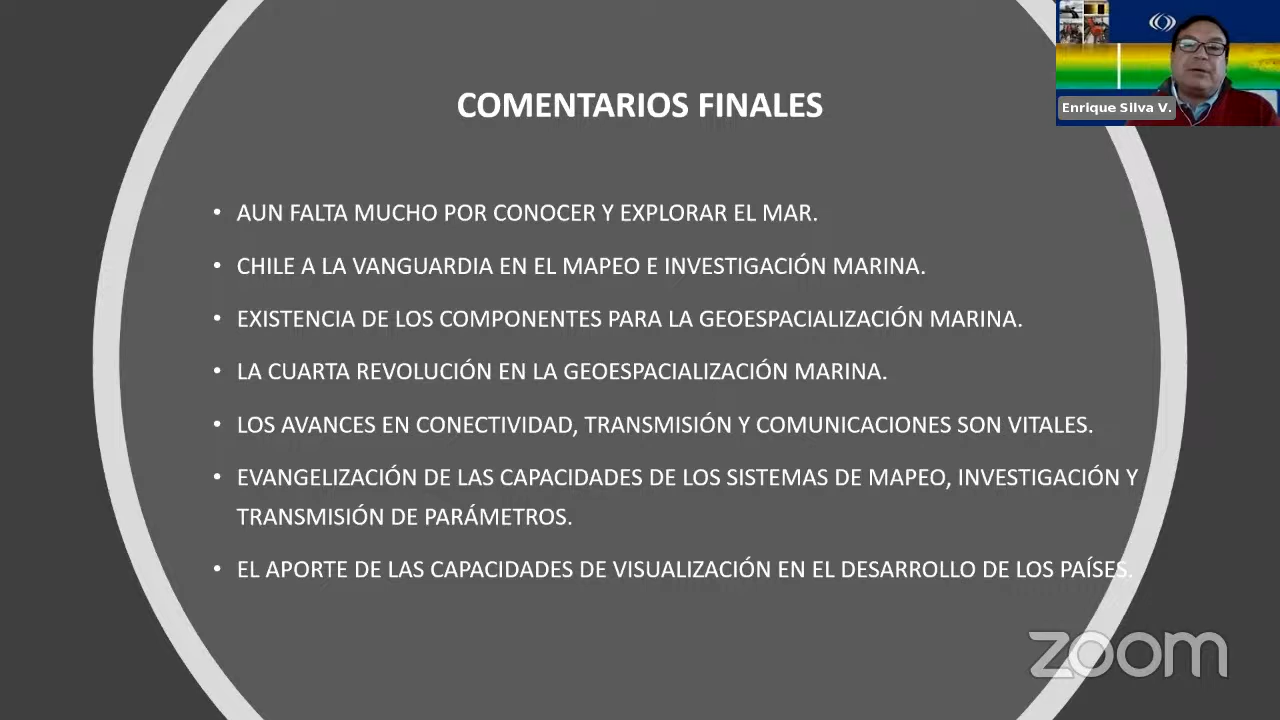 COMENTARIOS FINALES
Enrique Silva V.
• AUN FALTA MUCHO POR CONOCER Y EXPLORAR EL MAR.
• CHILE A LA VANGUARDIA EN EL MAPEO E INVESTIGACIÓN MARINA.
• EXISTENCIA DE LOS COMPONENTES PARA LA GEOESPACIALIZACIÓN MARINA.
• LA CUARTA REVOLUCIÓN EN LA GEOESPACIALIZACIÓN MARINA.
• LOS AVANCES EN CONECTIVIDAD, TRANSMISIÓN Y COMUNICACIONES SON VITALES.
• EVANGELIZACIÓN DE LAS CAPACIDADES DE LOS SISTEMAS DE MAPEO, INVESTIGACIÓN Y
TRANSMISIÓN DE PARÁMETROS.
• EL APORTE DE LAS CAPACIDADES DE VISUALIZACIÓN EN EL DESARROLLO DE LOS PAÍSES.
zoom